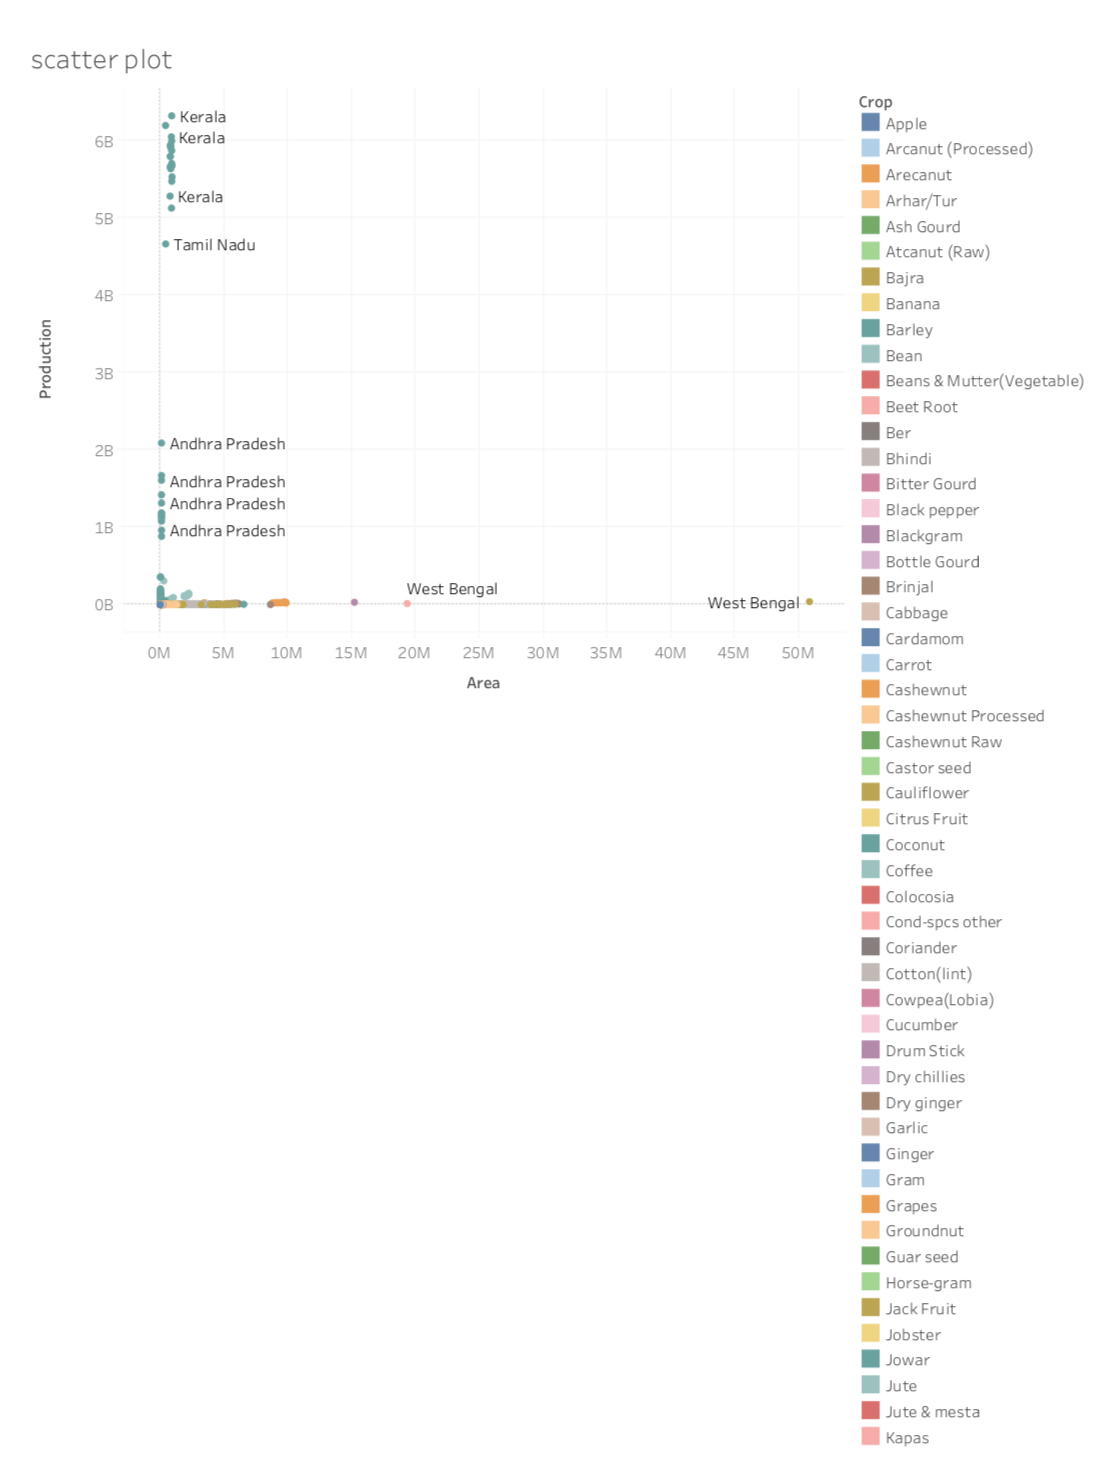 scatter plot
Kerala
Kerala
Kerala
Tamil Nadu
Andhra Pradesh
Andhra Pradesh
Andhra Pradesh
Andhra Pradesh
West Bengal
West Bengal
6B
5B
4B
3B
2B
1B
0B
Production
0M 5M 10M 15M 20M 25M 30M 35M 40M 45M 50M
Area
Crop
Apple
Arcanut (Processed)
Arecanut
Arhar/Tur
Ash Gourd
Atcanut (Raw)
Bajra
Banana
Barley
Bean
Beans & Mutter(Vegetable)
Beet Root
Ber
Bhindi
Bitter Gourd
Black pepper
Blackgram
Bottle Gourd
Brinjal
Cabbage
Cardamom
Carrot
Cashewnut
Cashewnut Processed
Cashewnut Raw
Castor seed
Cauliflower
Citrus Fruit
Coconut
Coffee
Colocosia
Cond-spcs other
Coriander
Cotton(lint)
Cowpea(Lobia)
Cucumber
Drum Stick
Dry chillies
Dry ginger
Garlic
Ginger
Gram
Grapes
Groundnut
Guar seed
Horse-gram
Jack Fruit
Jobster
Jowar
Jute
Jute & mesta
Kapas